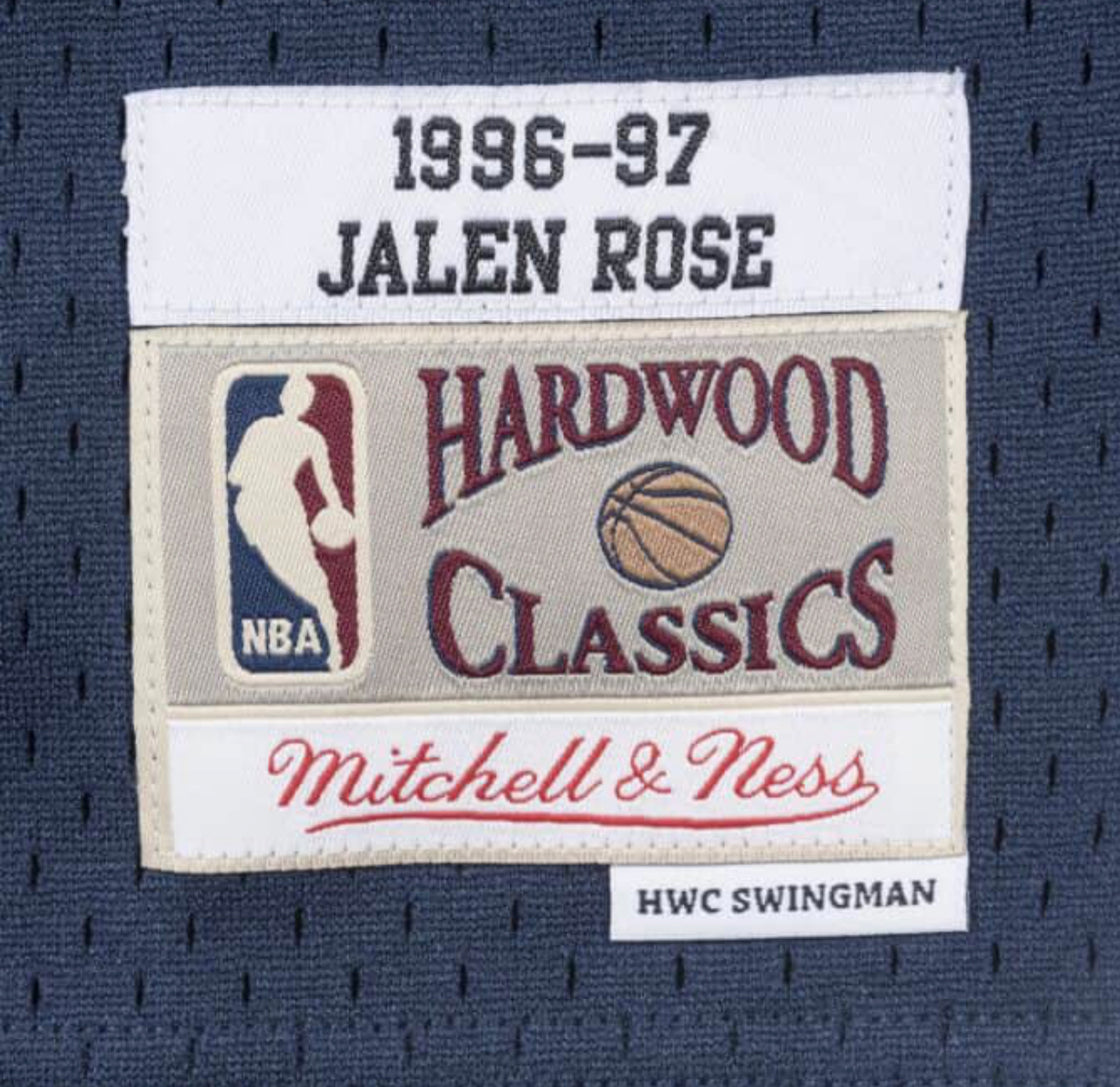 1996-97
JALEN ROSE
HARDWOOD
CLASSICS
NBA
Mitchell & Ness
HWC SWINGMAN